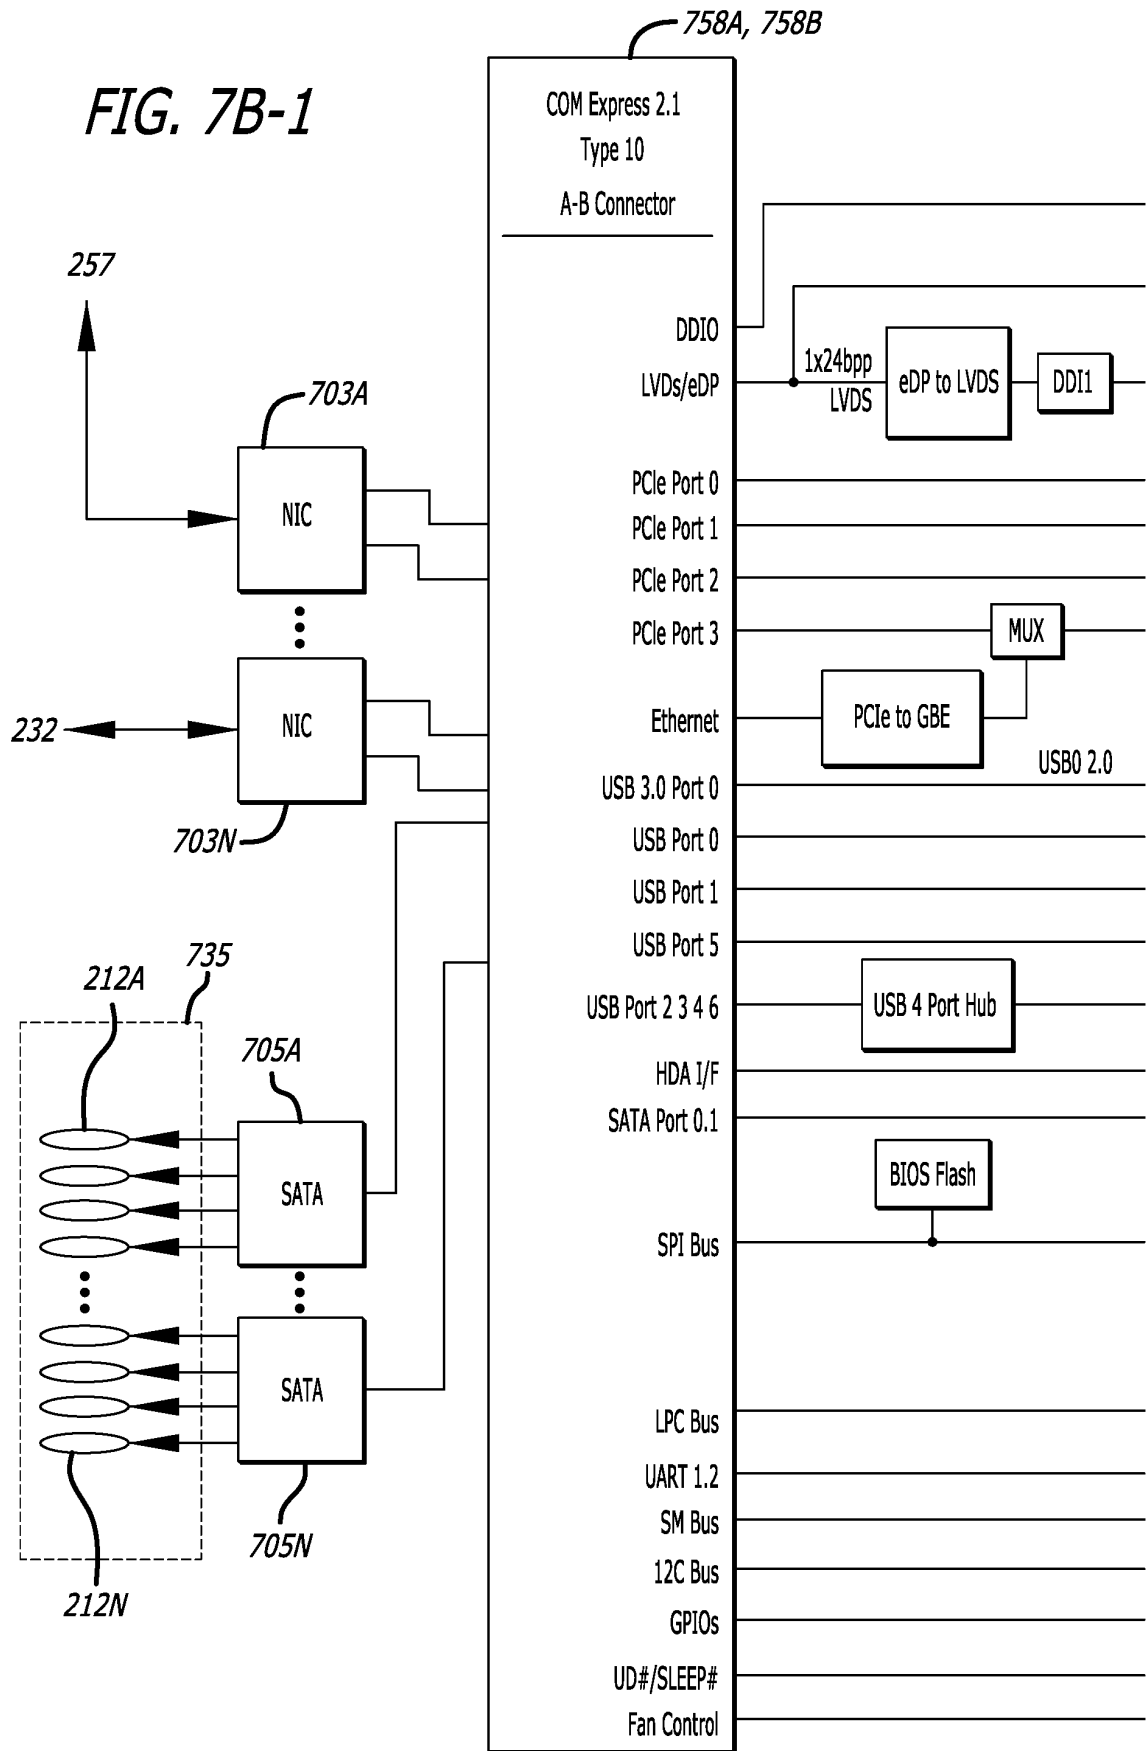 758A, 758B
FIG. 7B-1
COM Express 2.1
Type 10
A-B Connector
257
DDIO
1x24bpp
LVDS
LVDs/eDP
eDP to LVDS
DDI1
703A
NIC
PCIe Port 0
PCIe Port 1
PCIe Port 2
PCIe Port 3
MUX
232
NIC
Ethernet
PCIe to GBE
USB0 2.0
USB 3.0 Port 0
703N
USB Port 0
USB Port 1
USB Port 5
735
212A
USB Port 2 3 4 6
USB 4 Port Hub
705A
HDA I/F
SATA Port 0.1
SATA
BIOS Flash
SPI Bus
SATA
LPC Bus
UART 1.2
SM Bus
705N
12C Bus
212N
GPIOs
UD#/SLEEP#
Fan Control